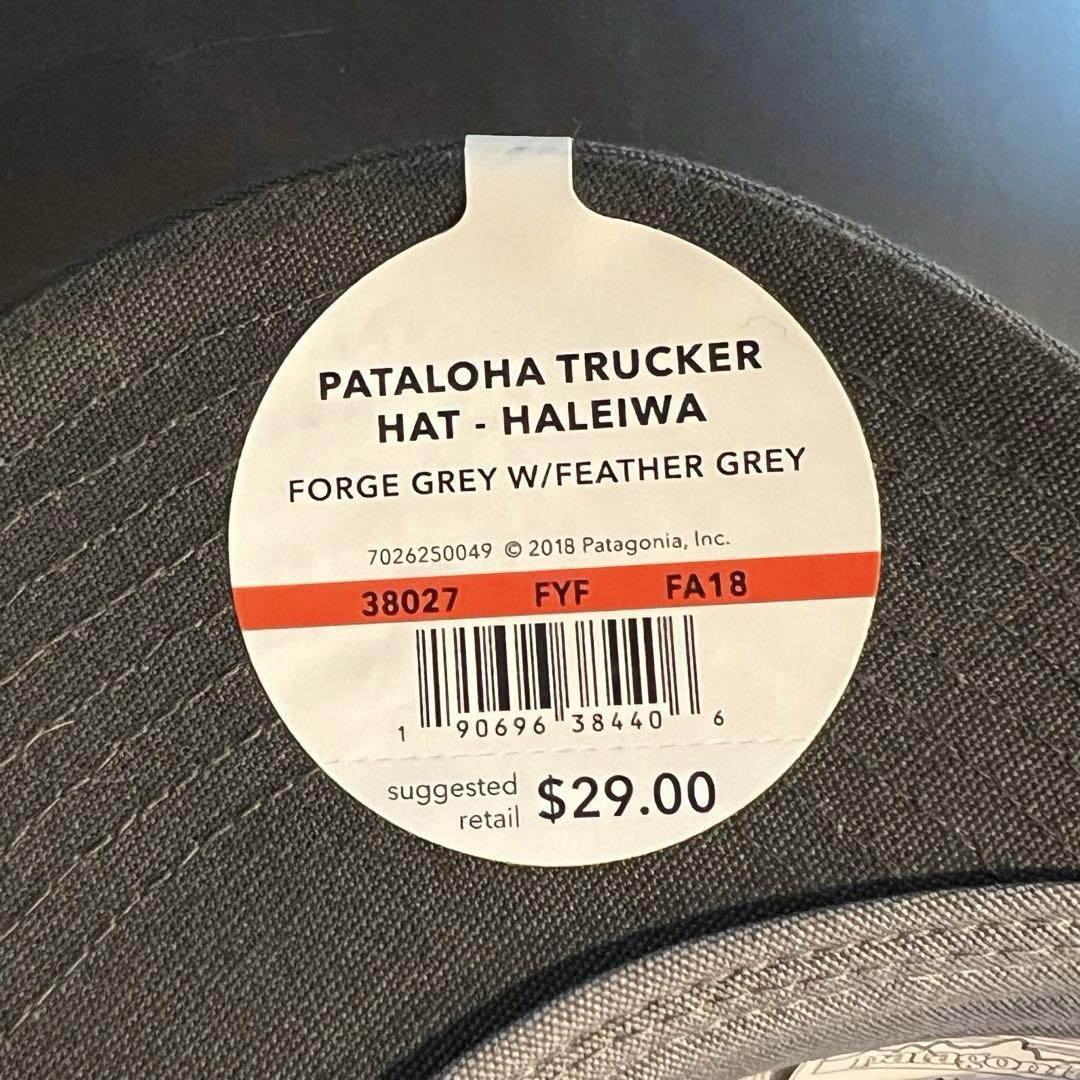 PATALOHA TRUCKER
HAT - HALEIWA
FORGE GREY W/FEATHER GREY
7026250049 © 2018 Patagonia, Inc.
38027 FYF FA18
1 90696 38440 6
suggested
retail $29.00
patagonia